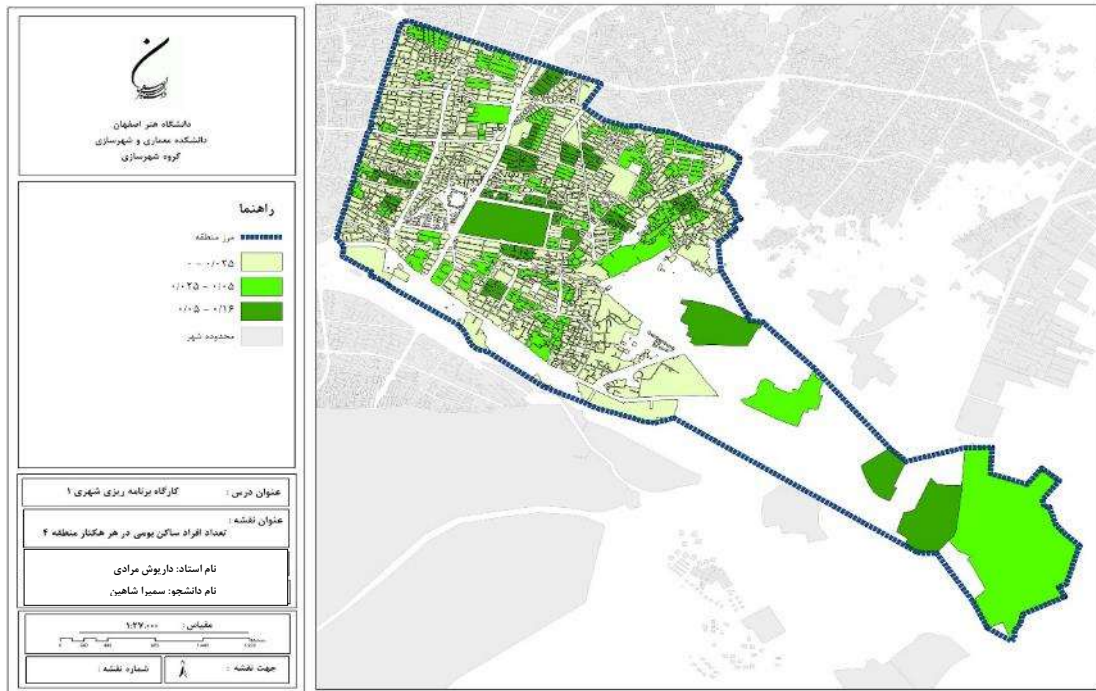 دانشگاه هنر اصفهان
دانشکده معماری و شهرسازی
گروه شهرسازی
راهنما
مرز منطقه
۰ - ۰/۰۲۵
۰/۰۲۵ - ۰/۰۵
۰/۰۵ - ۰/۱۶
محدوده شهر
عنوان درس : کارگاه برنامه ریزی شهری ۱
عنوان نقشه :
تعداد افراد ساکن بومی در هر هکتار منطقه ۴
نام استاد: داریوش مرادی
نام دانشجو: سمیرا شاهین
مقیاس : ۱:۲۷.۰۰۰
جهت نقشه :
شماره نقشه :